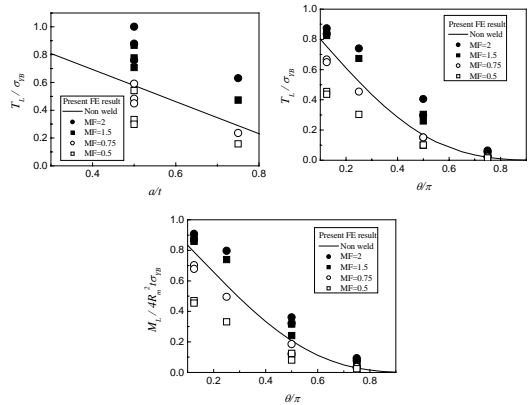 1.0
0.8
0.6
0.4
0.2
0.0
T_L / σ_YB
Present FE result
Non weld
MF=2
MF=1.5
MF=0.75
MF=0.5
0.4 0.6 0.8
a/t
1.0
0.8
0.6
0.4
0.2
0.0
T_L / σ_YB
Present FE result
Non weld
MF=2
MF=1.5
MF=0.75
MF=0.5
0.2 0.4 0.6 0.8
θ/π
1.0
0.8
0.6
0.4
0.2
0.0
M_L / 4R_m^2 tσ_YB
Present FE result
Non weld
MF=2
MF=1.5
MF=0.75
MF=0.5
0.2 0.4 0.6 0.8
θ/π